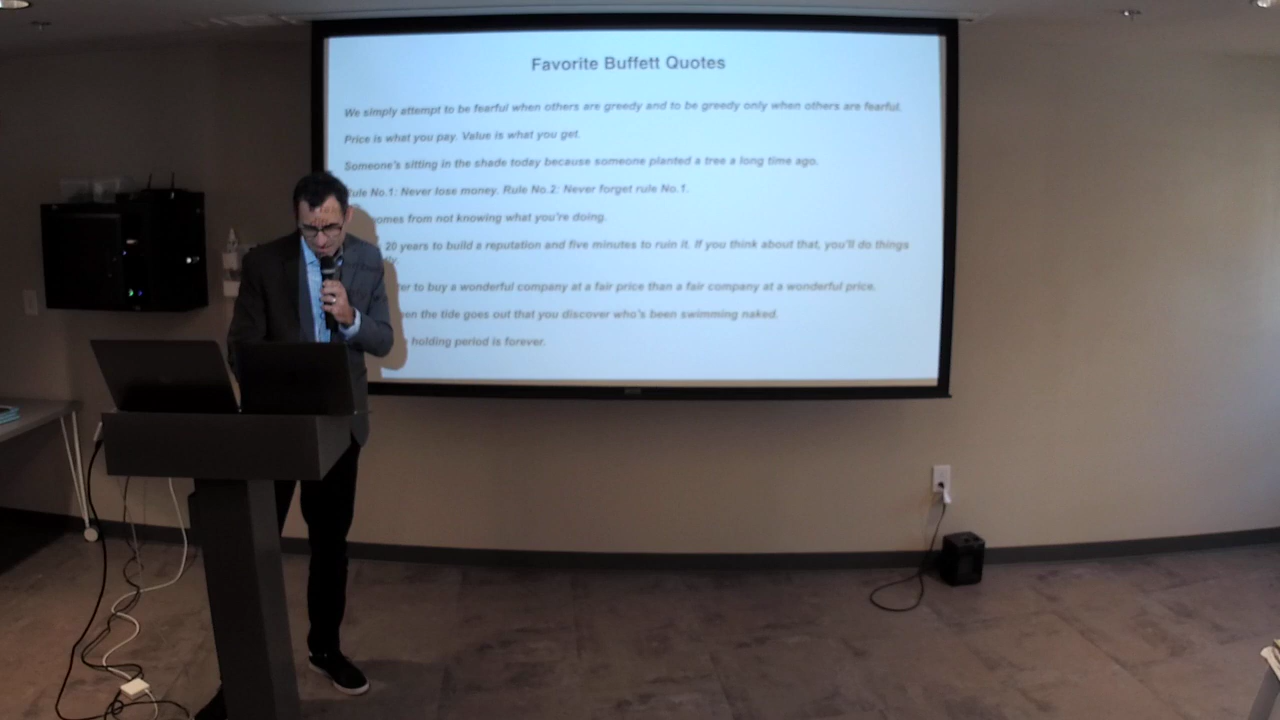 Favorite Buffett Quotes
We simply attempt to be fearful when others are greedy and to be greedy only when others are fearful.
Price is what you pay. Value is what you get.
Someone's sitting in the shade today because someone planted a tree a long time ago.
Rule No.1: Never lose money. Rule No.2: Never forget rule No.1.
comes from not knowing what you're doing.
20 years to build a reputation and five minutes to ruin it. If you think about that, you'll do things
to buy a wonderful company at a fair price than a fair company at a wonderful price.
the tide goes out that you discover who's been swimming naked.
holding period is forever.